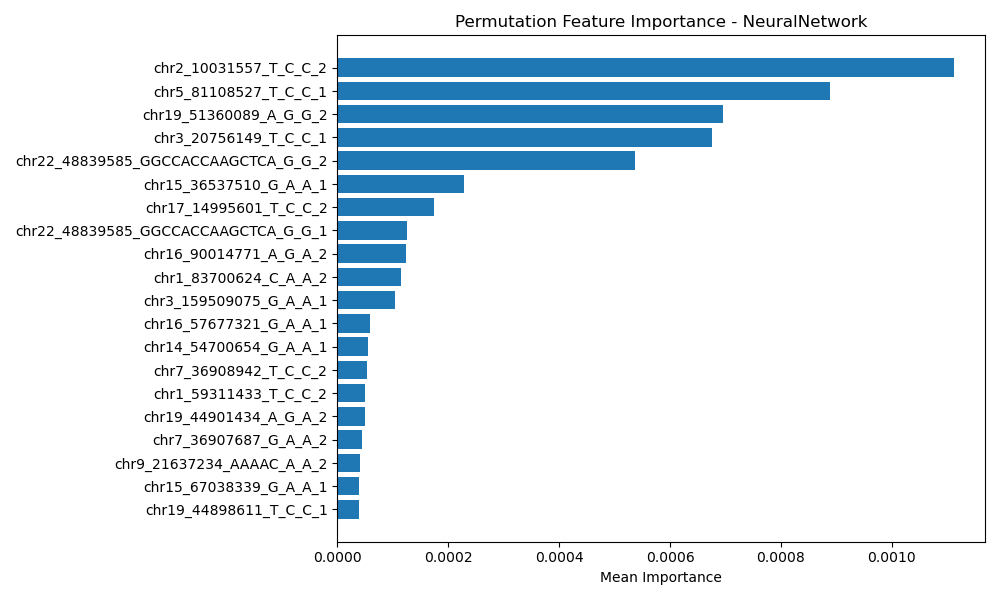 Permutation Feature Importance - NeuralNetwork
chr2_10031557_T_C_C_2
chr5_81108527_T_C_C_1
chr19_51360089_A_G_G_2
chr3_20756149_T_C_C_1
chr22_48839585_GGCCACCAAGCTCA_G_G_2
chr15_36537510_G_A_A_1
chr17_14995601_T_C_C_2
chr22_48839585_GGCCACCAAGCTCA_G_G_1
chr16_90014771_A_G_A_2
chr1_83700624_C_A_A_2
chr3_159509075_G_A_A_1
chr16_57677321_G_A_A_1
chr14_54700654_G_A_A_1
chr7_36908942_T_C_C_2
chr1_59311433_T_C_C_2
chr19_44901434_A_G_A_2
chr7_36907687_G_A_A_2
chr9_21637234_AAAAC_A_A_2
chr15_67038339_G_A_A_1
chr19_44898611_T_C_C_1
0.0000 0.0002 0.0004 0.0006 0.0008 0.0010
Mean Importance